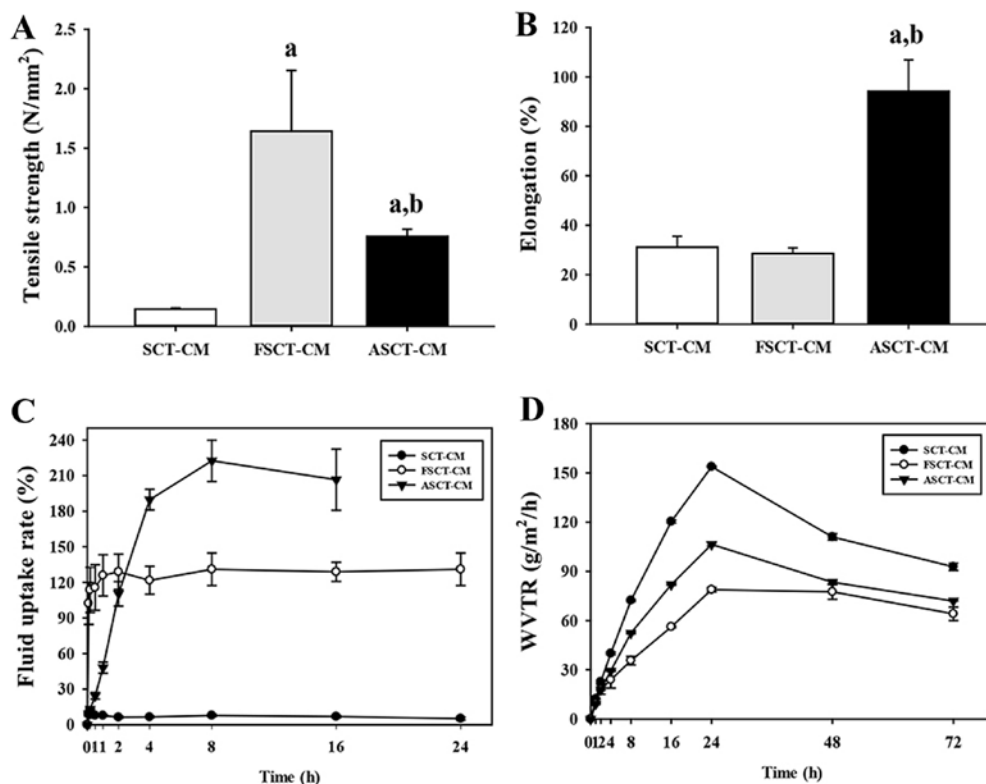 A
Tensile strength (N/mm²)
2.5
2.0
1.5
1.0
0.5
0.0
a
a,b
SCT-CM FSCT-CM ASCT-CM
B
Elongation (%)
120
100
80
60
40
20
0
a,b
SCT-CM FSCT-CM ASCT-CM
C
Fluid uptake rate (%)
240
210
180
150
120
90
60
30
0
SCT-CM
FSCT-CM
ASCT-CM
011 2 4 8 16 24
Time (h)
D
WVTR (g/m²/h)
180
150
120
90
60
30
0
SCT-CM
FSCT-CM
ASCT-CM
0124 8 16 24 48 72
Time (h)